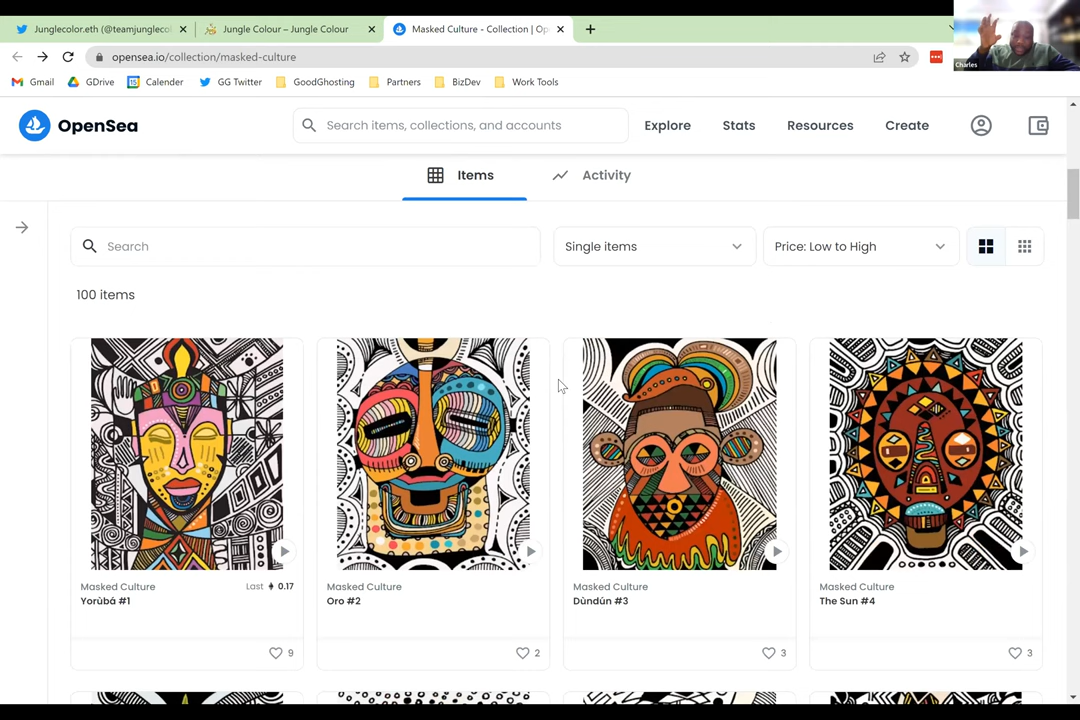 Junglecolor.eth (@teamjungleco
Jungle Colour – Jungle Colour
Masked Culture - Collection | Op
opensea.io/collection/masked-culture
Gmail
GDrive
Calender
GG Twitter
GoodGhosting
Partners
BizDev
Work Tools
Charles
OpenSea
Search items, collections, and accounts
Explore
Stats
Resources
Create
Items
Activity
Search
Single items
Price: Low to High
100 items
Masked Culture
Last 0.17
Yorùbá #1
9
Masked Culture
Oro #2
2
Masked Culture
Dùndún #3
3
Masked Culture
The Sun #4
3